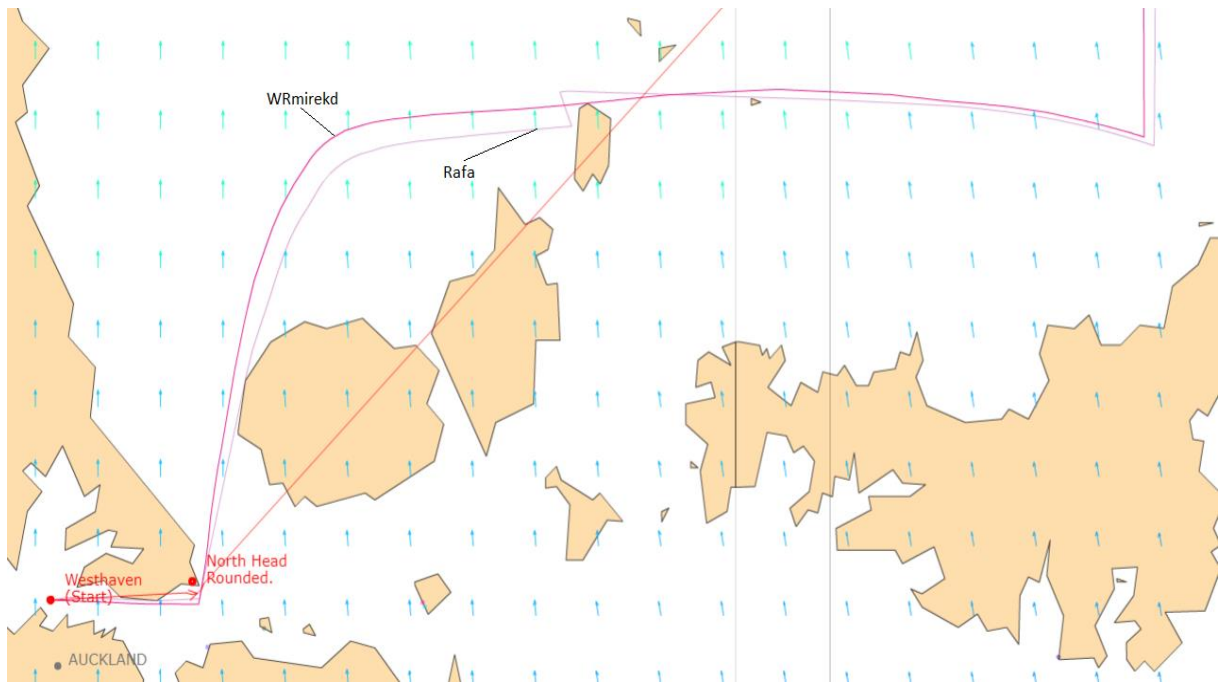 WRmirekd
Rafa
North Head
Rounded.
Westhaven
(Start)
AUCKLAND